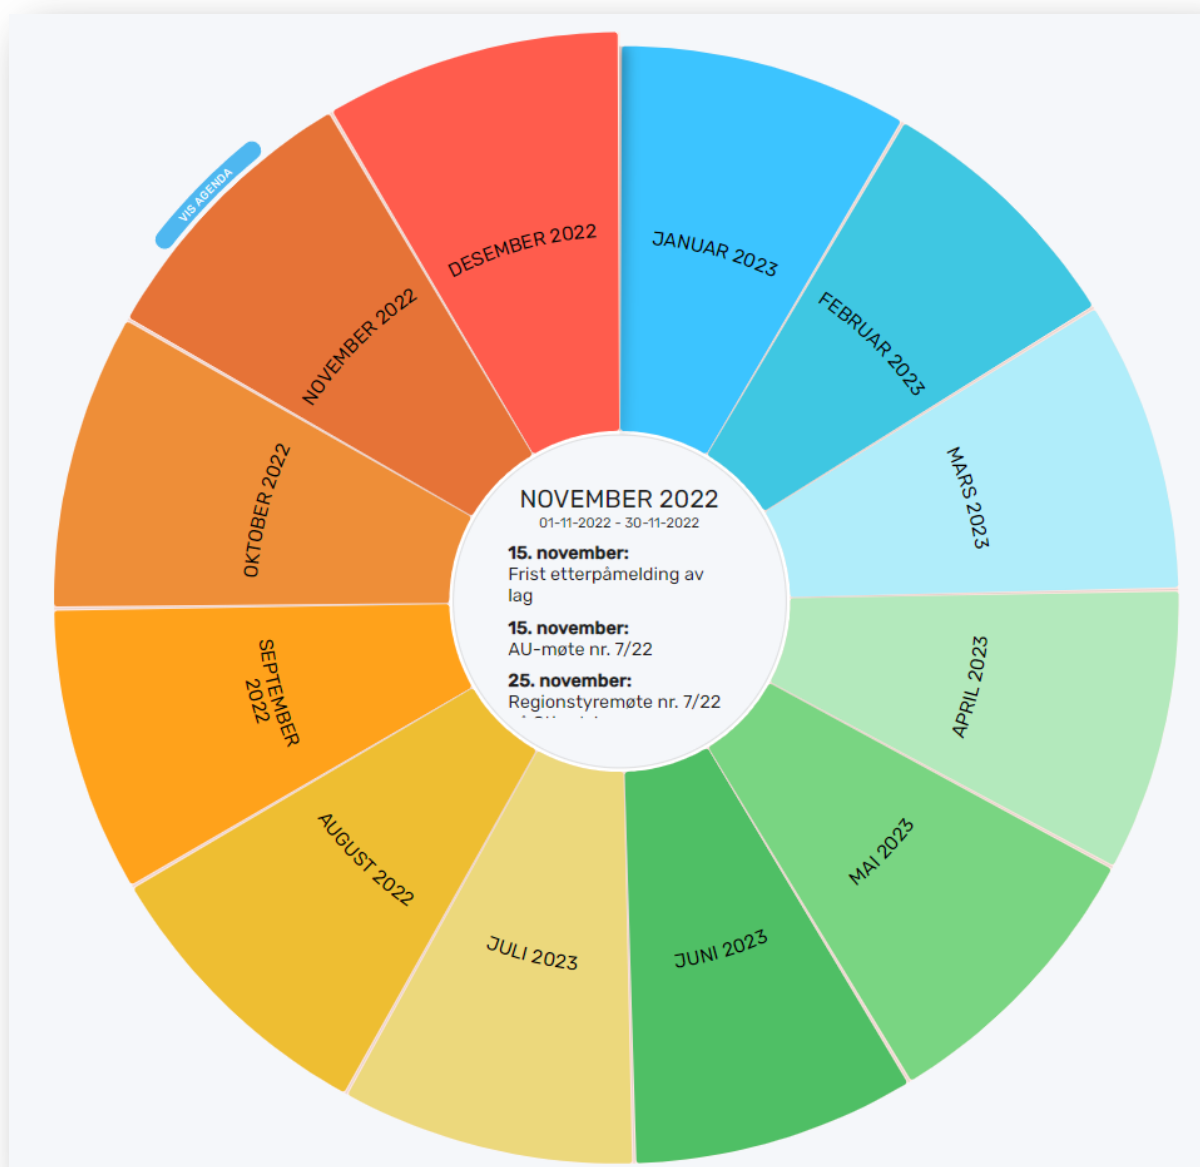 VIS AGENDA
DESEMBER 2022
JANUAR 2023
FEBRUAR 2023
MARS 2023
APRIL 2023
MAI 2023
JUNI 2023
JULI 2023
AUGUST 2022
SEPTEMBER
2022
OKTOBER 2022
NOVEMBER 2022
NOVEMBER 2022
01-11-2022 - 30-11-2022
15. november:
Frist etterpåmelding av
lag
15. november:
AU-møte nr. 7/22
25. november:
Regionstyremøte nr. 7/22